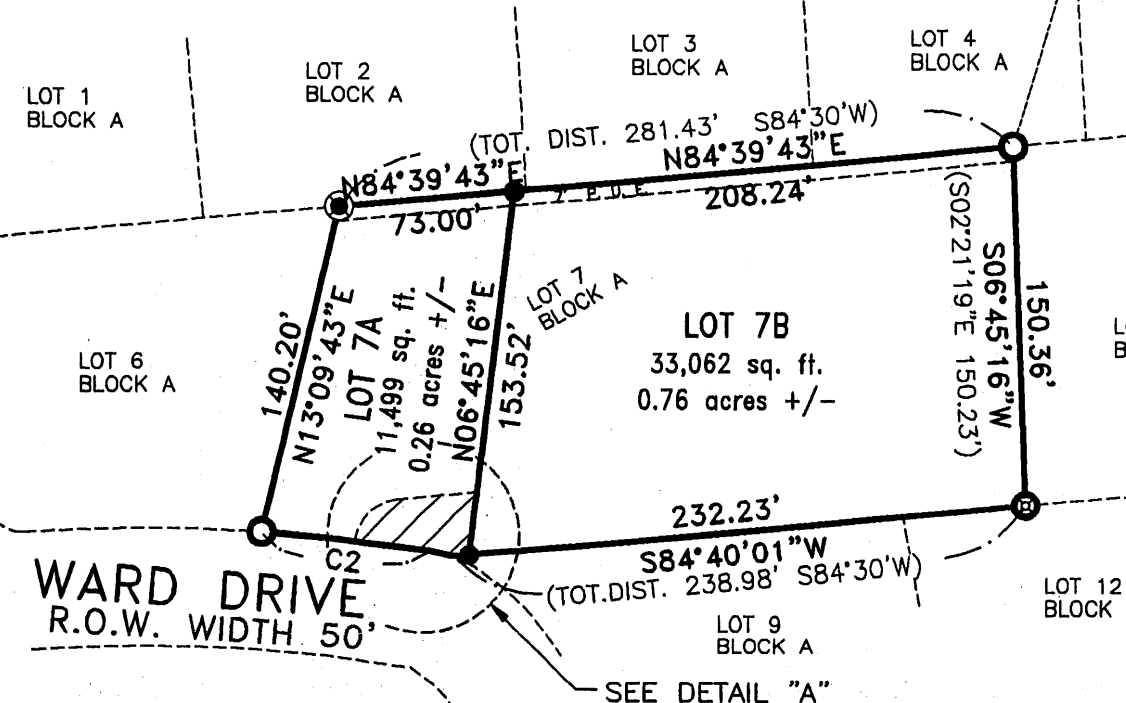 LOT 1
BLOCK A
LOT 2
BLOCK A
LOT 3
BLOCK A
LOT 4
BLOCK A
(TOT. DIST. 281.43' S84°30'W)
N84°39'43"E
73.00'
N84°39'43"E
208.24'
7' P.U.E.
LOT 6
BLOCK A
140.20'
N13°09'43"E
LOT 7A
11,499 sq. ft.
0.26 acres +/-
N06°45'16"E
153.52'
LOT 7
BLOCK A
LOT 7B
33,062 sq. ft.
0.76 acres +/-
(S02°21'19"E 150.23')
S06°45'16"W
150.36'
232.23'
S84°40'01"W
(TOT.DIST. 238.98' S84°30'W)
C2
WARD DRIVE
R.O.W. WIDTH 50'
LOT 9
BLOCK A
LOT 12
BLOCK
SEE DETAIL "A"